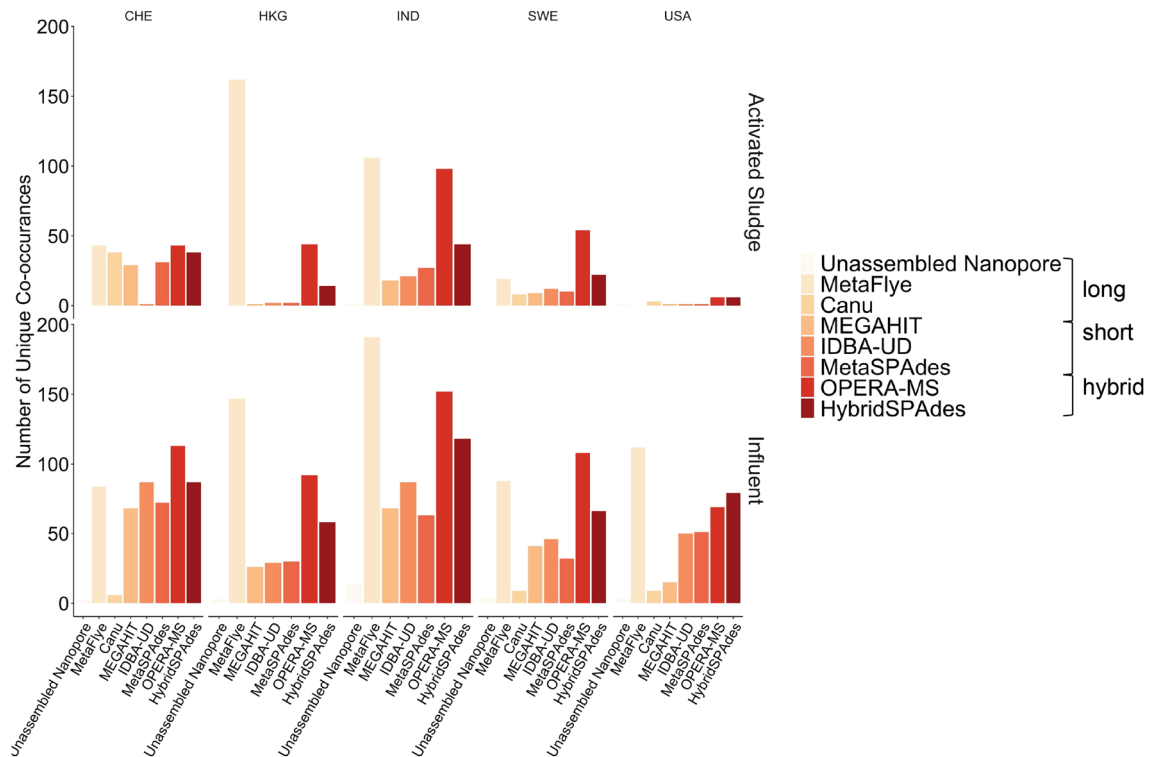 CHE HKG IND SWE USA
200
150
100
50
0
200
150
100
50
0
Number of Unique Co-occurances
Activated Sludge
Influent
Unassembled Nanopore
MetaFlye
Canu
MEGAHIT
IDBA-UD
MetaSPAdes
OPERA-MS
HybridSPAdes
Unassembled Nanopore
MetaFlye
MEGAHIT
IDBA-UD
MetaSPAdes
OPERA-MS
HybridSPAdes
Unassembled Nanopore
MetaFlye
MEGAHIT
IDBA-UD
MetaSPAdes
OPERA-MS
HybridSPAdes
Unassembled Nanopore
MetaFlye
Canu
MEGAHIT
IDBA-UD
MetaSPAdes
OPERA-MS
HybridSPAdes
Unassembled Nanopore
MetaFlye
Canu
MEGAHIT
IDBA-UD
MetaSPAdes
OPERA-MS
HybridSPAdes
Unassembled Nanopore
MetaFlye
Canu
MEGAHIT
IDBA-UD
MetaSPAdes
OPERA-MS
HybridSPAdes
long
short
hybrid